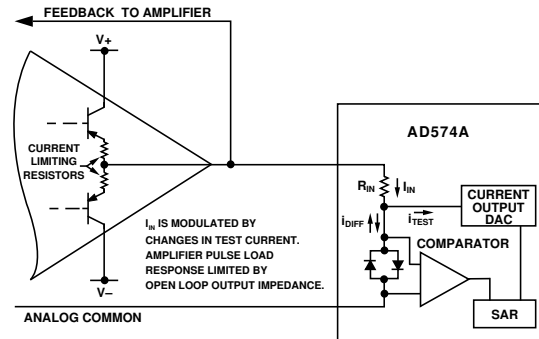 FEEDBACK TO AMPLIFIER
V+
AD574A
CURRENT
LIMITING
RESISTORS
RIN
IIN
CURRENT
OUTPUT
DAC
iDIFF
iTEST
COMPARATOR
IIN IS MODULATED BY
CHANGES IN TEST CURRENT.
AMPLIFIER PULSE LOAD
RESPONSE LIMITED BY
OPEN LOOP OUTPUT IMPEDANCE.
V–
ANALOG COMMON
SAR